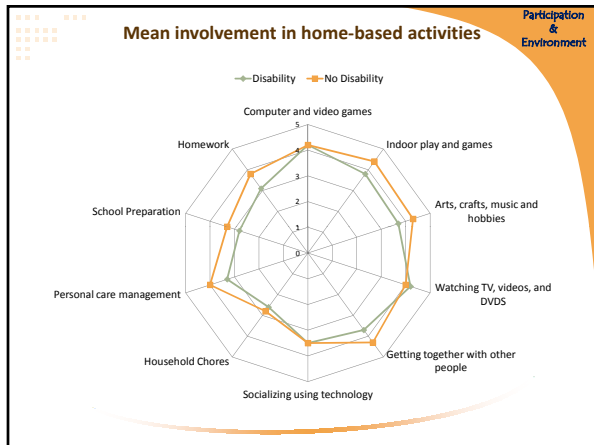 Participation
&
Environment
Mean involvement in home-based activities
Disability
No Disability
Computer and video games
Indoor play and games
Arts, crafts, music and
hobbies
Watching TV, videos, and
DVDS
Getting together with other
people
Socializing using technology
Household Chores
Personal care management
School Preparation
Homework
5
4
3
2
1
0